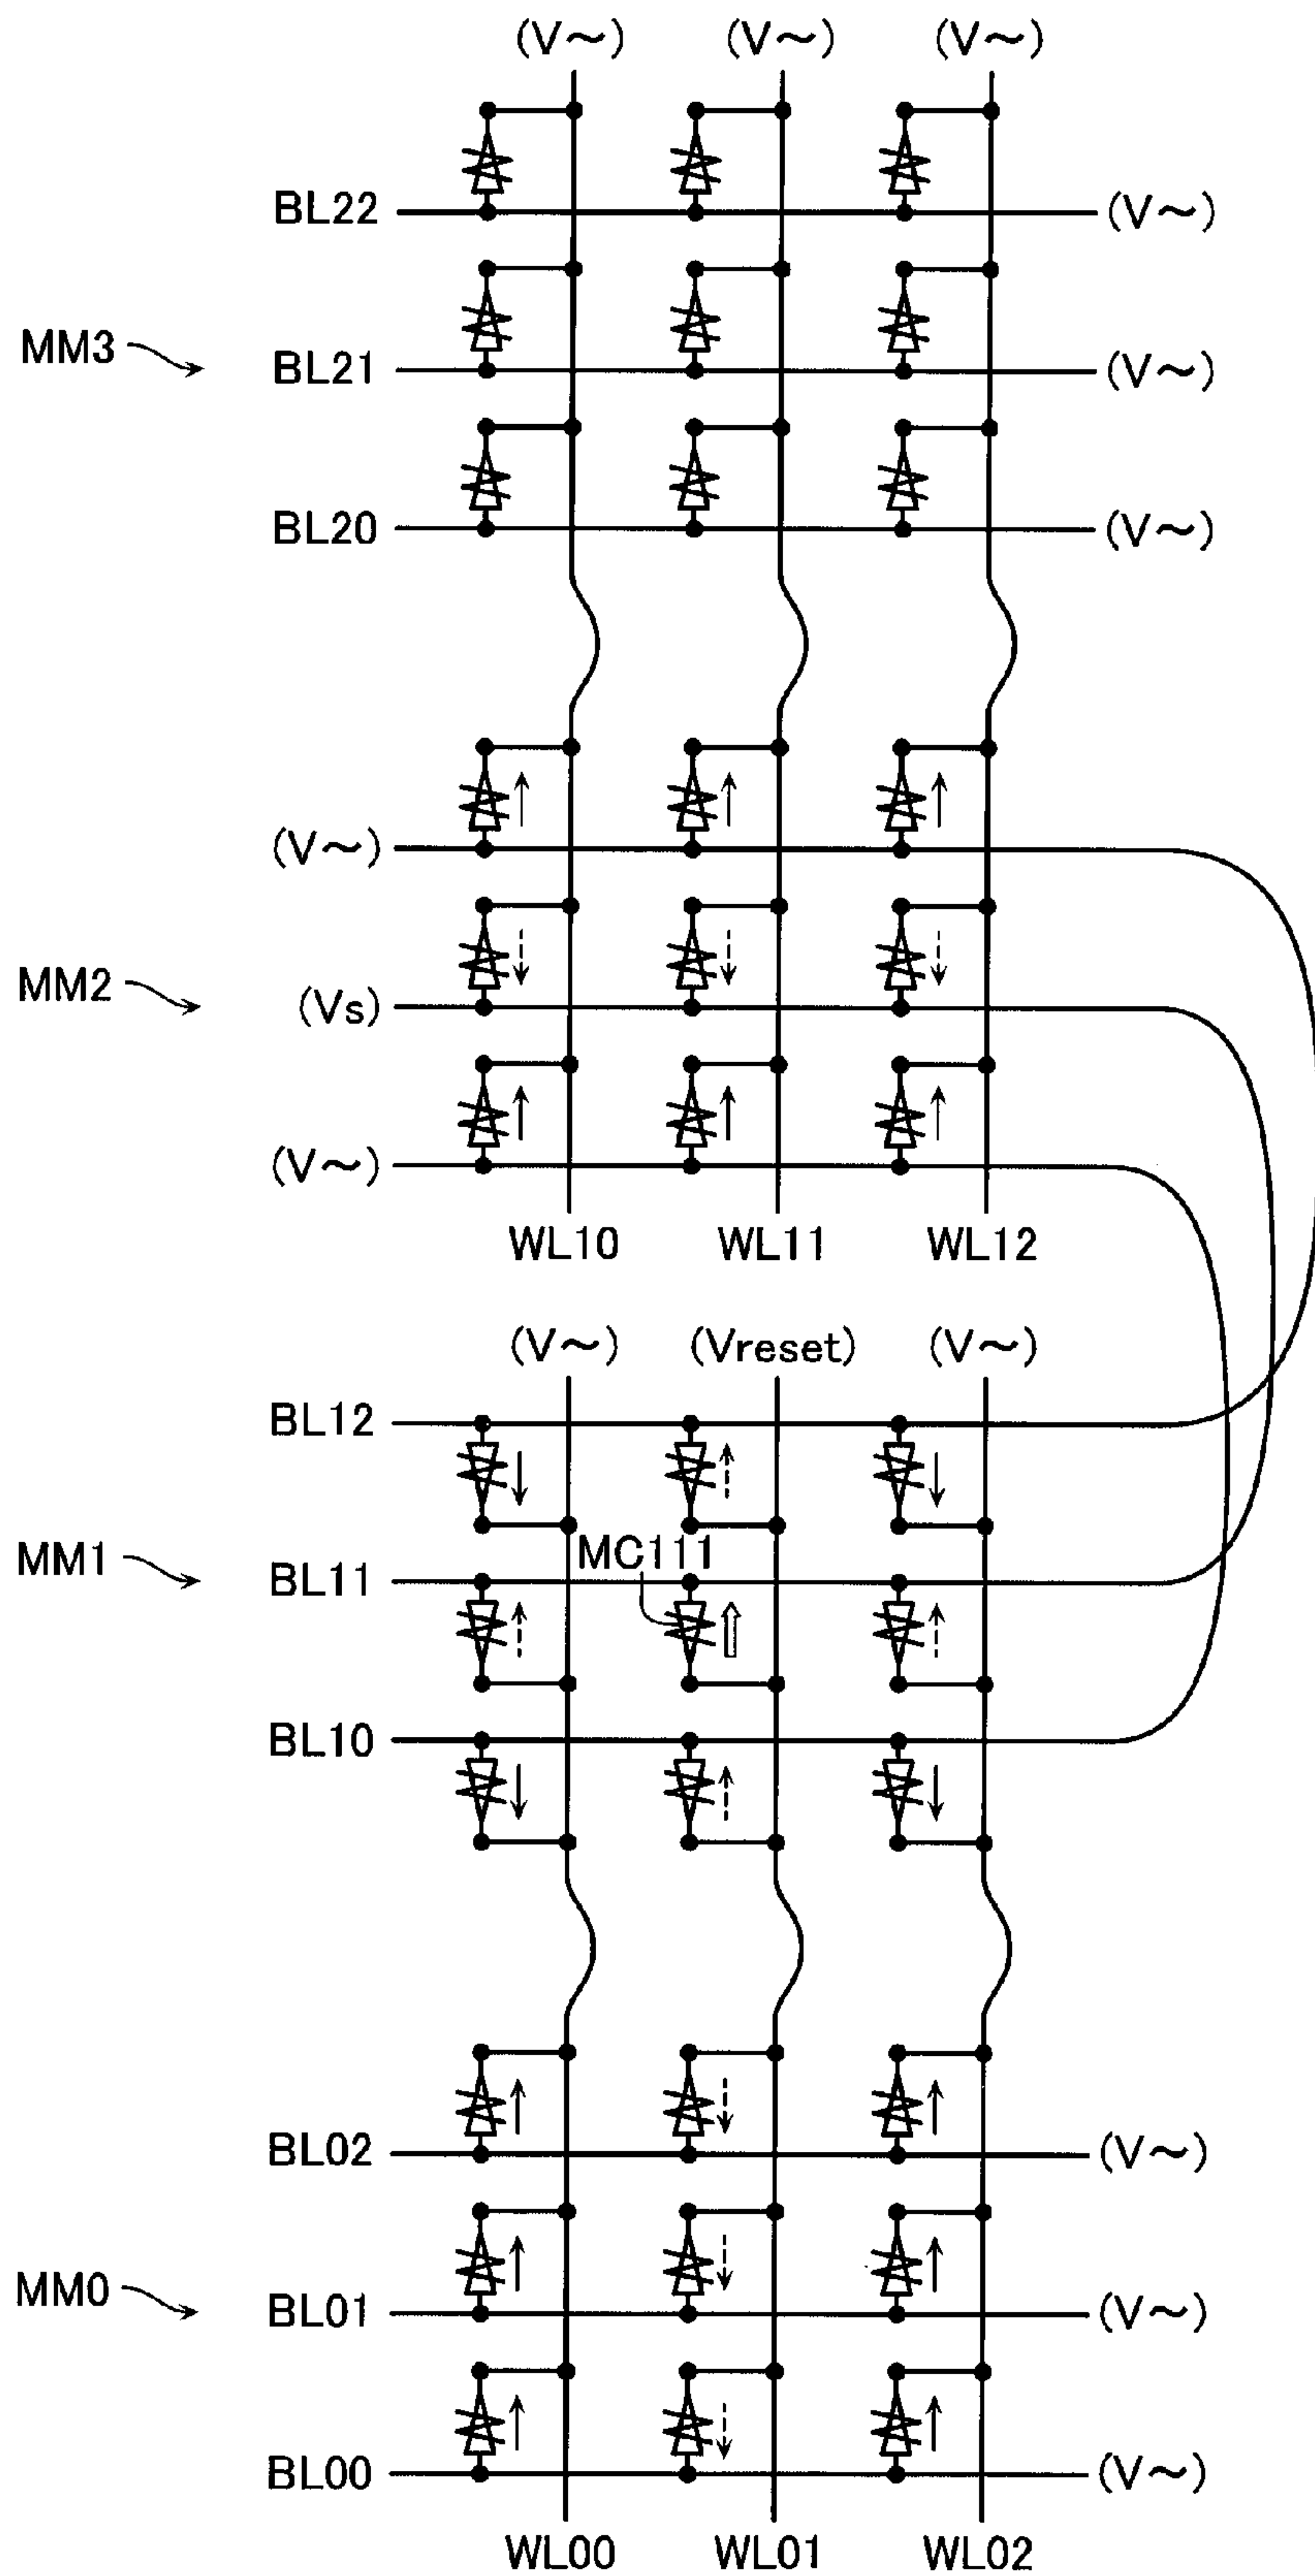 (V～) (V～) (V～)
BL22 (V～)
MM3 BL21 (V～)
BL20 (V～)
(V～)
MM2 (Vs)
(V～)
WL10 WL11 WL12
(V～) (Vreset) (V～)
BL12
MM1 BL11 MC111
BL10
BL02 (V～)
MM0 BL01 (V～)
BL00 (V～)
WL00 WL01 WL02